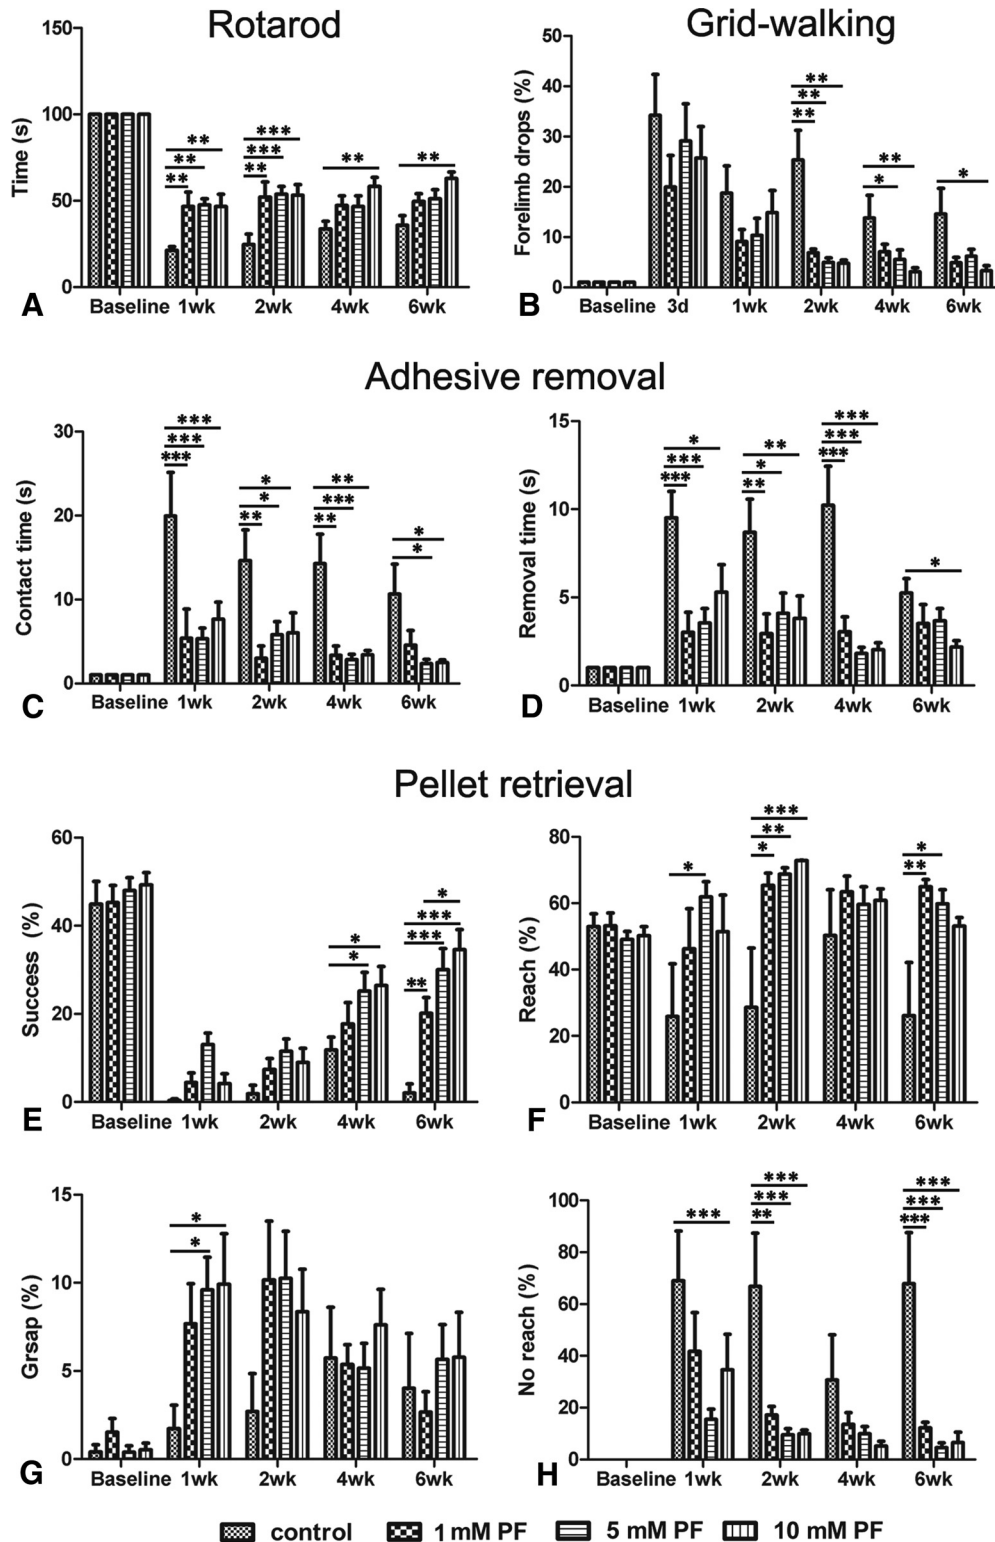 Rotarod
Grid-walking
150
100
50
0
Time (s)
** ** **
** *** ***
**
**
Baseline 1wk 2wk 4wk 6wk
A
50
40
30
20
10
0
Forelimb drops (%)
** ** **
* **
*
Baseline 3d 1wk 2wk 4wk 6wk
B
Adhesive removal
30
20
10
0
Contact time (s)
*** *** ***
** * *
** *** **
* *
Baseline 1wk 2wk 4wk 6wk
C
15
10
5
0
Removal time (s)
*** *** *
** * **
*** *** ***
*
Baseline 1wk 2wk 4wk 6wk
D
Pellet retrieval
60
40
20
0
Success (%)
* *
** *** *** *
Baseline 1wk 2wk 4wk 6wk
E
80
60
40
20
0
Reach (%)
*
* ** ***
** *
Baseline 1wk 2wk 4wk 6wk
F
15
10
5
0
Grsap (%)
* *
Baseline 1wk 2wk 4wk 6wk
G
100
80
60
40
20
0
No reach (%)
***
** *** ***
*** *** ***
Baseline 1wk 2wk 4wk 6wk
H
control 1 mM PF 5 mM PF 10 mM PF